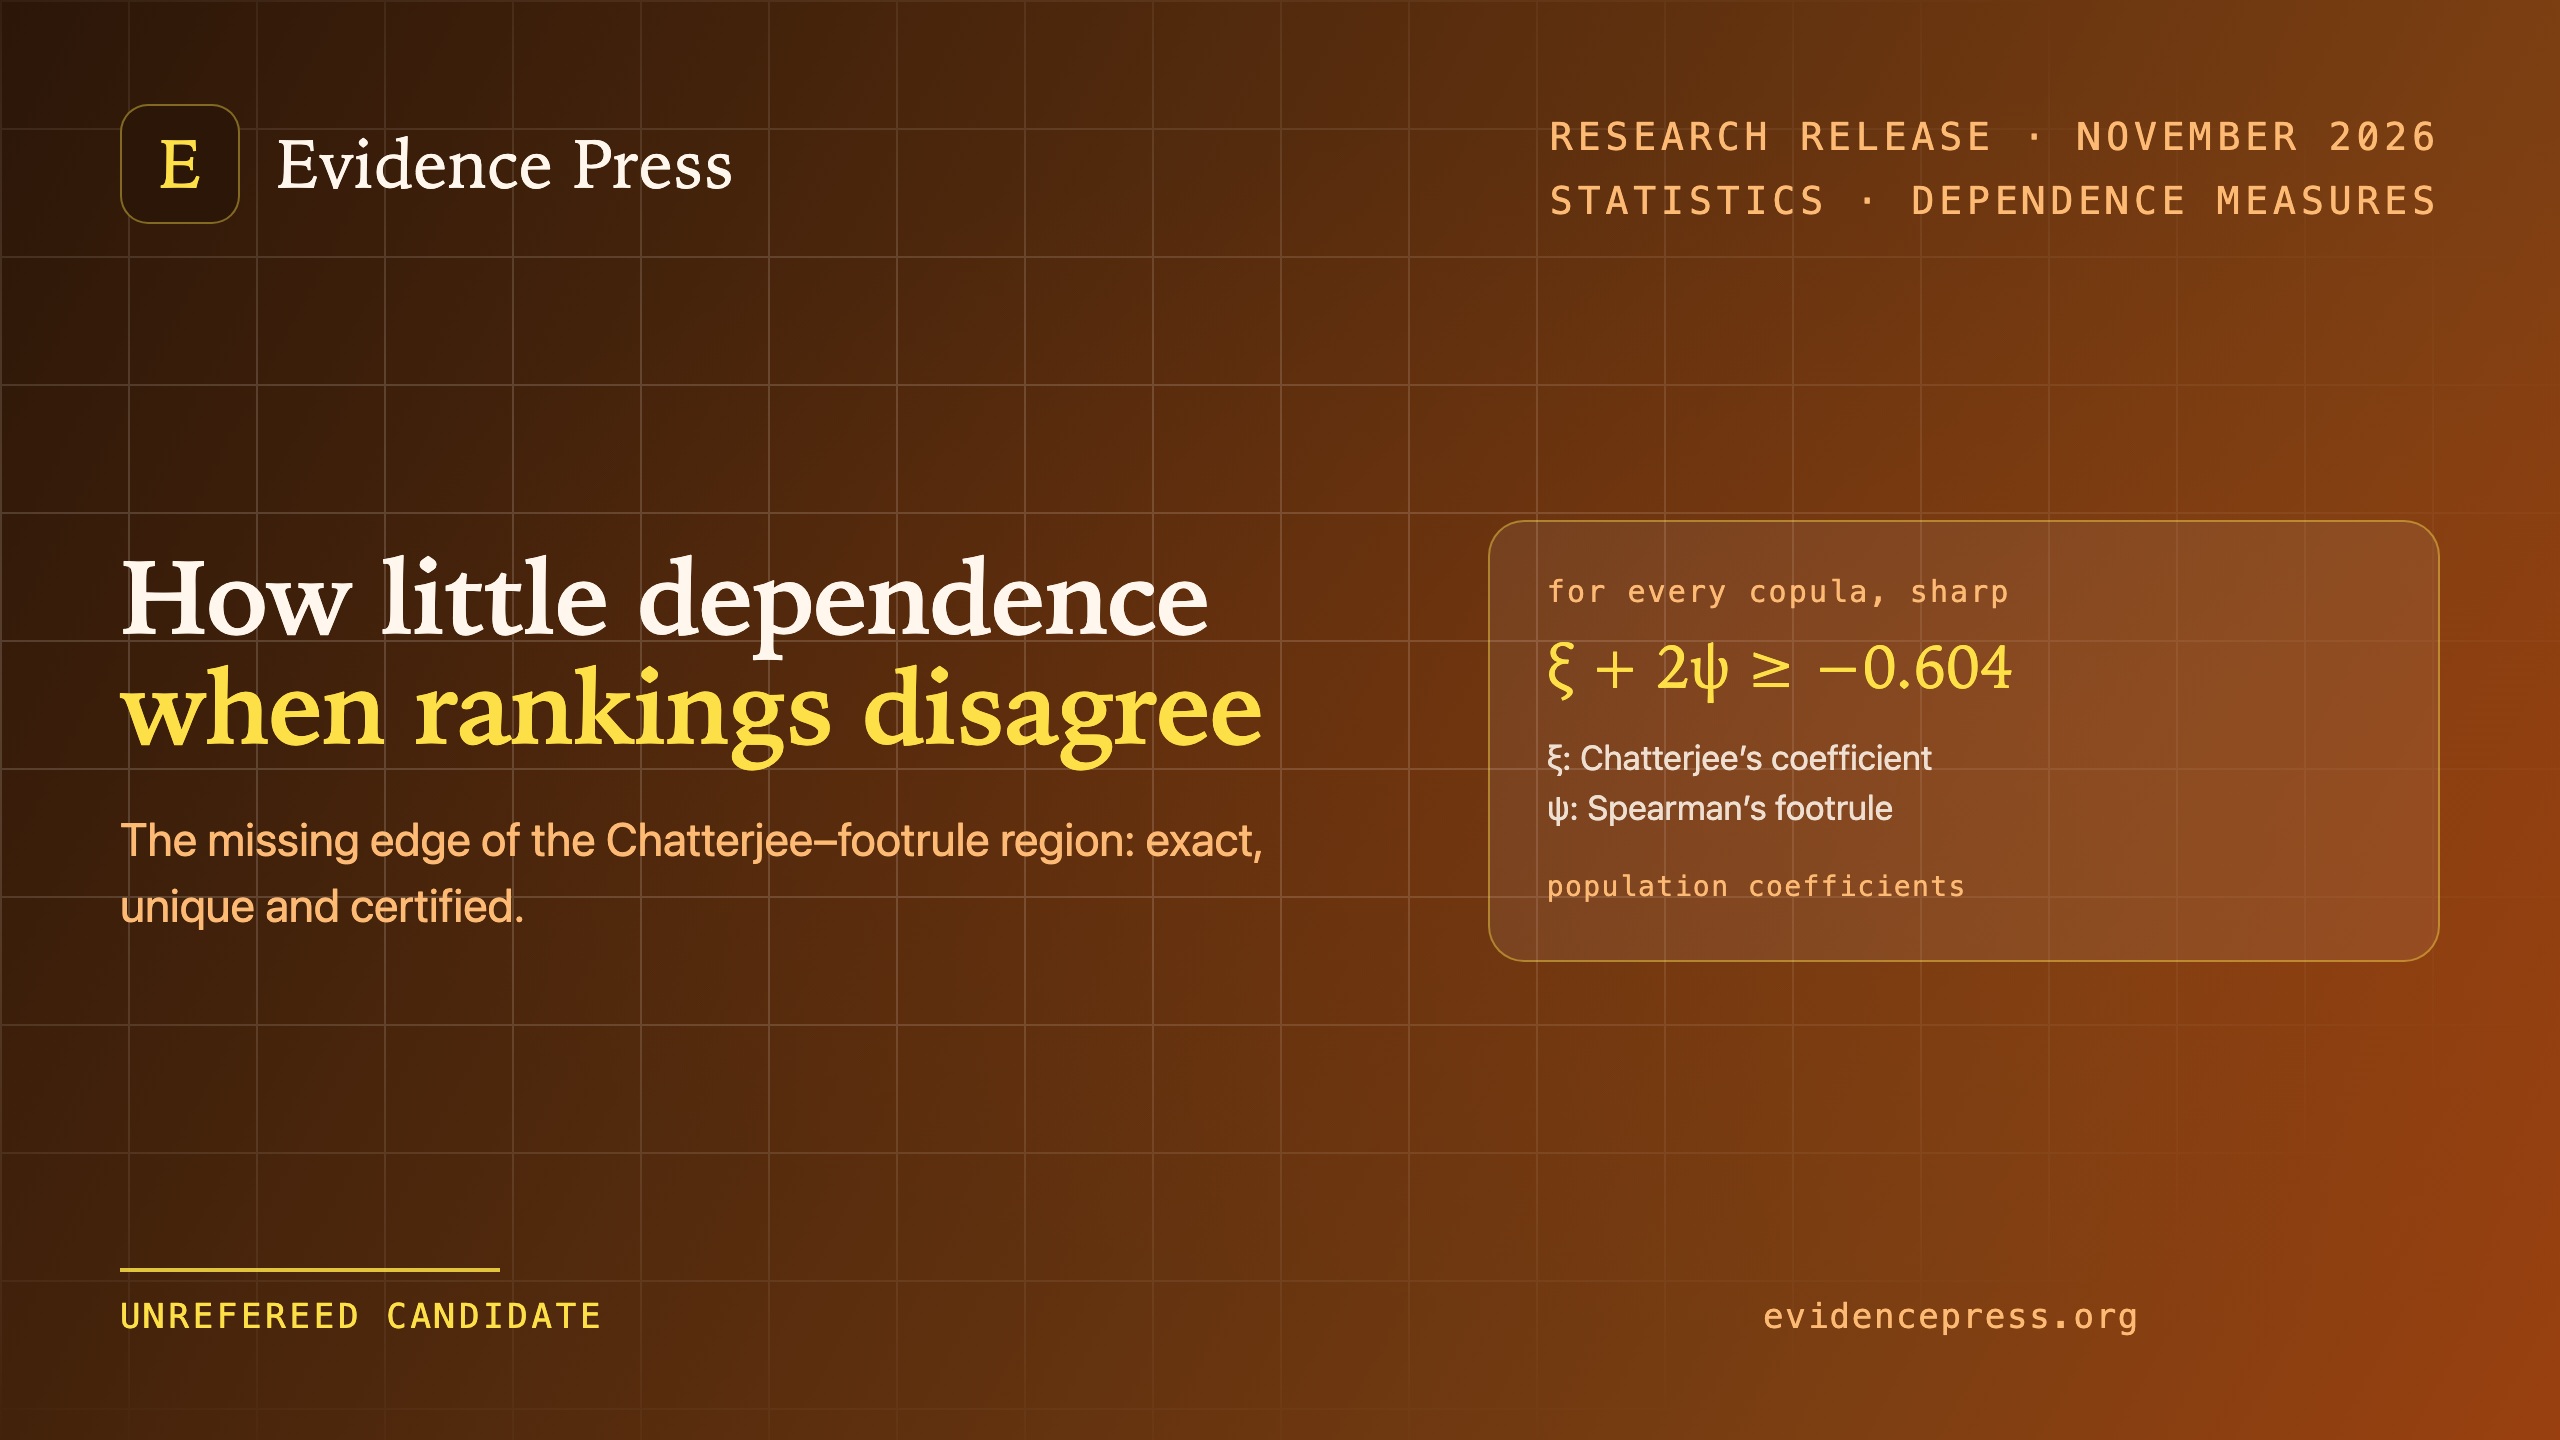 E
Evidence Press
RESEARCH RELEASE · NOVEMBER 2026
STATISTICS · DEPENDENCE MEASURES
How little dependence
when rankings disagree
The missing edge of the Chatterjee–footrule region: exact,
unique and certified.
for every copula, sharp
ξ + 2ψ ≥ −0.604
ξ: Chatterjee’s coefficient
ψ: Spearman’s footrule
population coefficients
UNREFEREED CANDIDATE
evidencepress.org